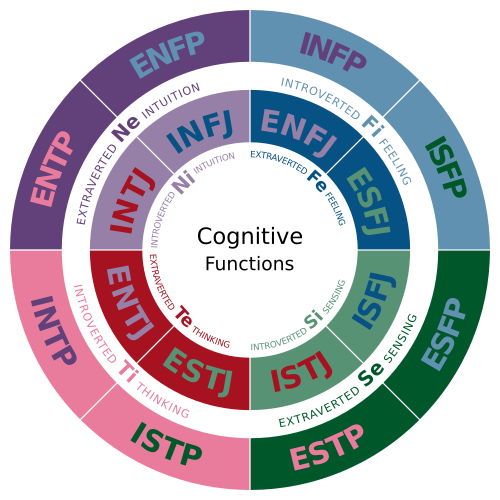 ENFP
INFP
ISFP
ESFP
ESTP
ISTP
INTP
ENTP
EXTRAVERTED Ne INTUITION
INTROVERTED Fi FEELING
EXTRAVERTED Se SENSING
INTROVERTED Ti THINKING
INFJ
ENFJ
ESFJ
ISFJ
ISTJ
ESTJ
ENTJ
INTJ
INTROVERTED Ni INTUITION
EXTRAVERTED Fe FEELING
INTROVERTED Si SENSING
EXTRAVERTED Te THINKING
Cognitive
Functions